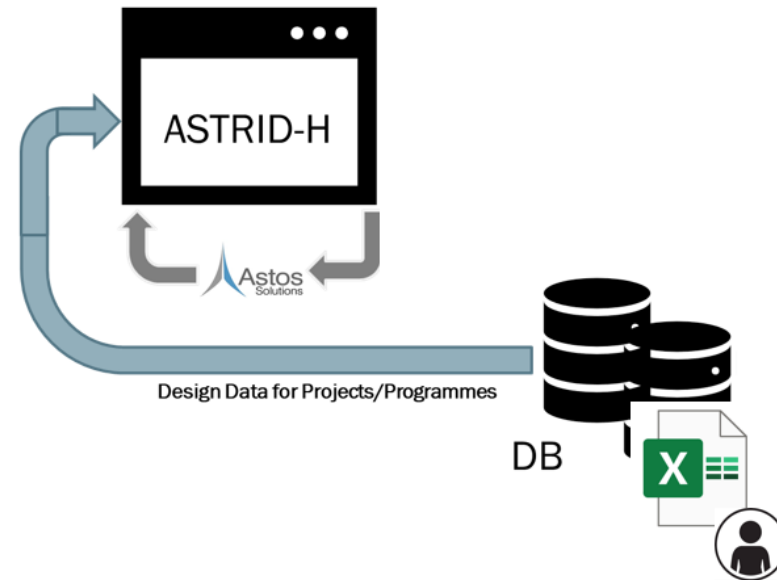 ASTRID-H
Astos
Solutions
Design Data for Projects/Programmes
DB
X